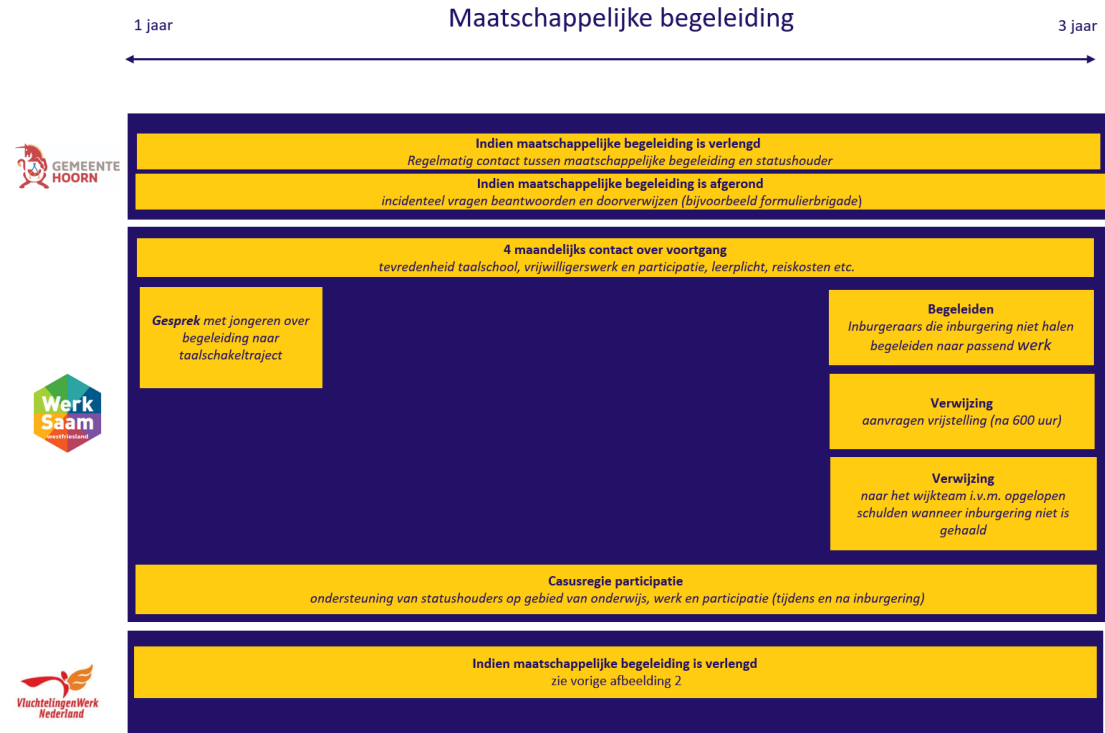 1 jaar
Maatschappelijke begeleiding
3 jaar
GEMEENTE
HOORN
Indien maatschappelijke begeleiding is verlengd
Regelmatig contact tussen maatschappelijke begeleiding en statushouder
Indien maatschappelijke begeleiding is afgerond
incidenteel vragen beantwoorden en doorverwijzen (bijvoorbeeld formulierbrigade)
Werk
Saam
westfriesland
4 maandelijks contact over voortgang
tevredenheid taalschool, vrijwilligerswerk en participatie, leerplicht, reiskosten etc.
Gesprek met jongeren over
begeleiding naar
taalschakeltraject
Begeleiden
Inburgeraars die inburgering niet halen
begeleiden naar passend werk
Verwijzing
aanvragen vrijstelling (na 600 uur)
Verwijzing
naar het wijkteam i.v.m. opgelopen
schulden wanneer inburgering niet is
gehaald
Casusregie participatie
ondersteuning van statushouders op gebied van onderwijs, werk en participatie (tijdens en na inburgering)
VluchtelingenWerk
Nederland
Indien maatschappelijke begeleiding is verlengd
zie vorige afbeelding 2